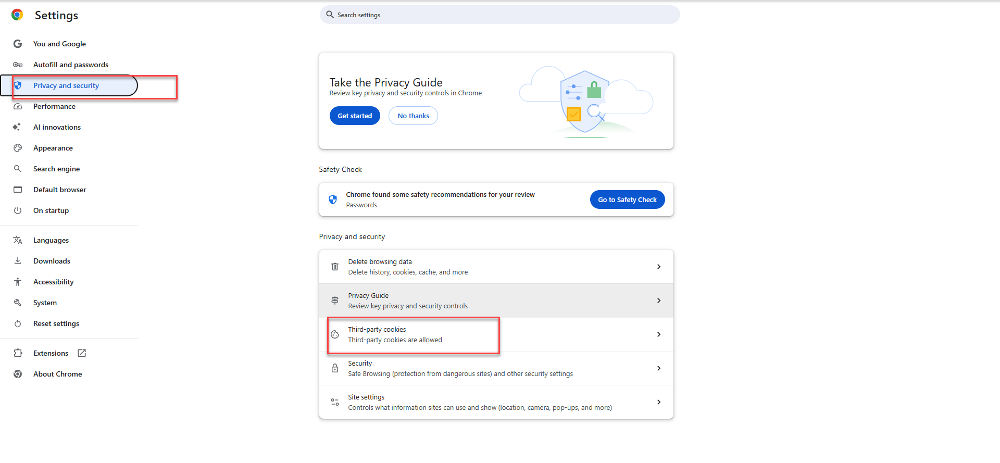 Settings
Search settings
You and Google
Autofill and passwords
Privacy and security
Performance
AI innovations
Appearance
Search engine
Default browser
On startup
Languages
Downloads
Accessibility
System
Reset settings
Extensions
About Chrome
Take the Privacy Guide
Review key privacy and security controls in Chrome
Get started
No thanks
Safety Check
Chrome found some safety recommendations for your review
Passwords
Go to Safety Check
Privacy and security
Delete browsing data
Delete history, cookies, cache, and more
Privacy Guide
Review key privacy and security controls
Third-party cookies
Third-party cookies are allowed
Security
Safe Browsing (protection from dangerous sites) and other security settings
Site settings
Controls what information sites can use and show (location, camera, pop-ups, and more)